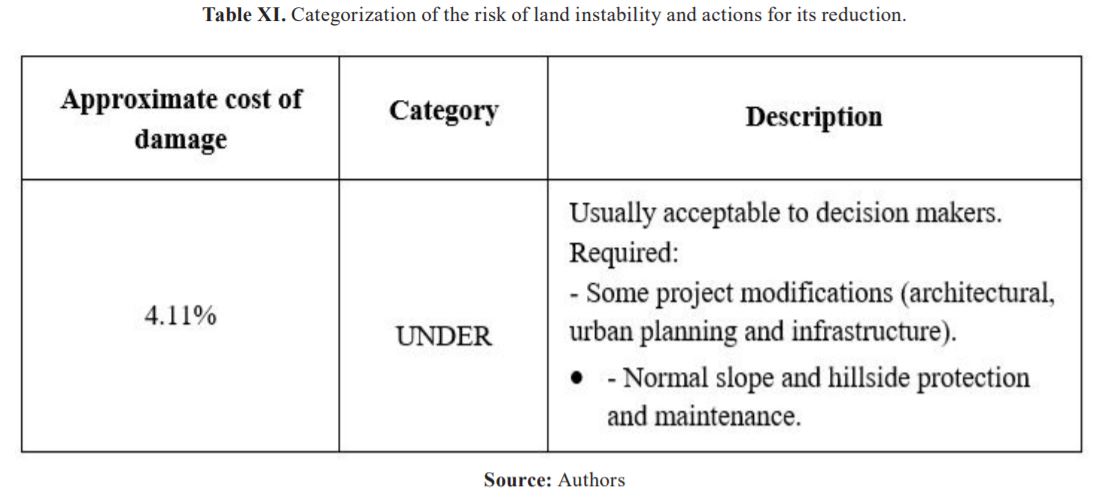 Table XI. Categorization of the risk of land instability and actions for its reduction.
Approximate cost of
damage
Category
Description
4.11%
UNDER
Usually acceptable to decision makers.
Required:
- Some project modifications (architectural,
urban planning and infrastructure).
● - Normal slope and hillside protection
and maintenance.
Source: Authors